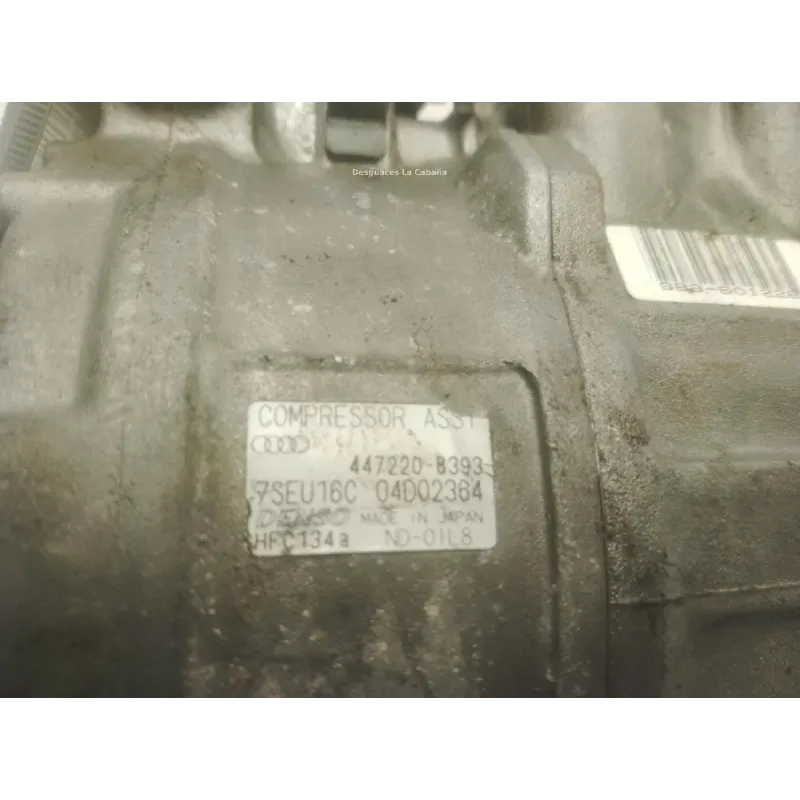 Desguaces La Cabaña
COMPRESSOR ASSY
447220-8393
7SEU16C 04D02364
DENSO MADE IN JAPAN
HFC134a ND-OIL8